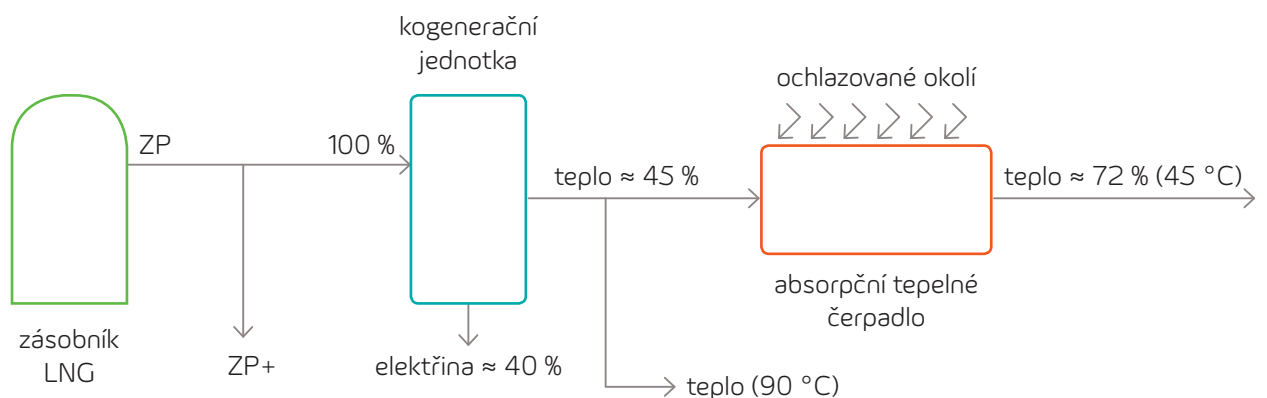 kogenerační
jednotka
ochlazované okolí
ZP
100 %
teplo ≈ 45 %
teplo ≈ 72 % (45 °C)
absorpční tepelné
čerpadlo
zásobník
LNG
ZP+
elektřina ≈ 40 %
teplo (90 °C)